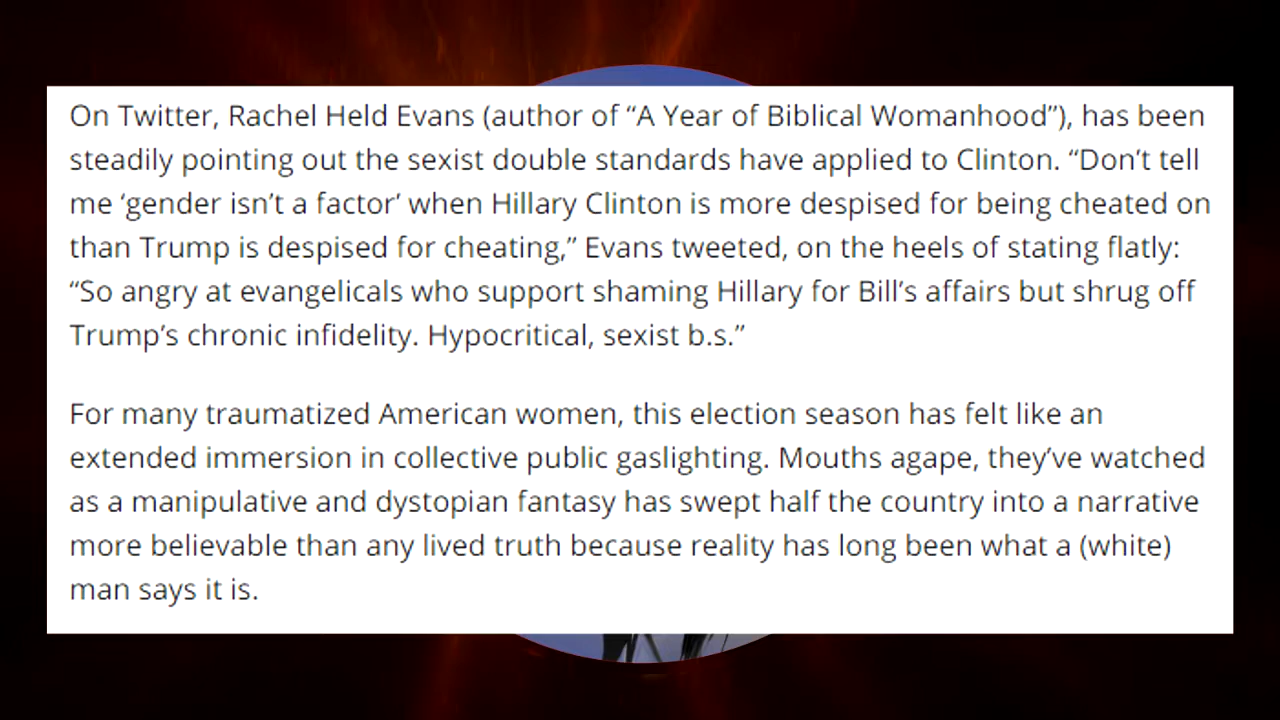 On Twitter, Rachel Held Evans (author of “A Year of Biblical Womanhood”), has been
steadily pointing out the sexist double standards have applied to Clinton. “Don’t tell
me ‘gender isn’t a factor’ when Hillary Clinton is more despised for being cheated on
than Trump is despised for cheating,” Evans tweeted, on the heels of stating flatly:
“So angry at evangelicals who support shaming Hillary for Bill’s affairs but shrug off
Trump’s chronic infidelity. Hypocritical, sexist b.s.”
For many traumatized American women, this election season has felt like an
extended immersion in collective public gaslighting. Mouths agape, they’ve watched
as a manipulative and dystopian fantasy has swept half the country into a narrative
more believable than any lived truth because reality has long been what a (white)
man says it is.